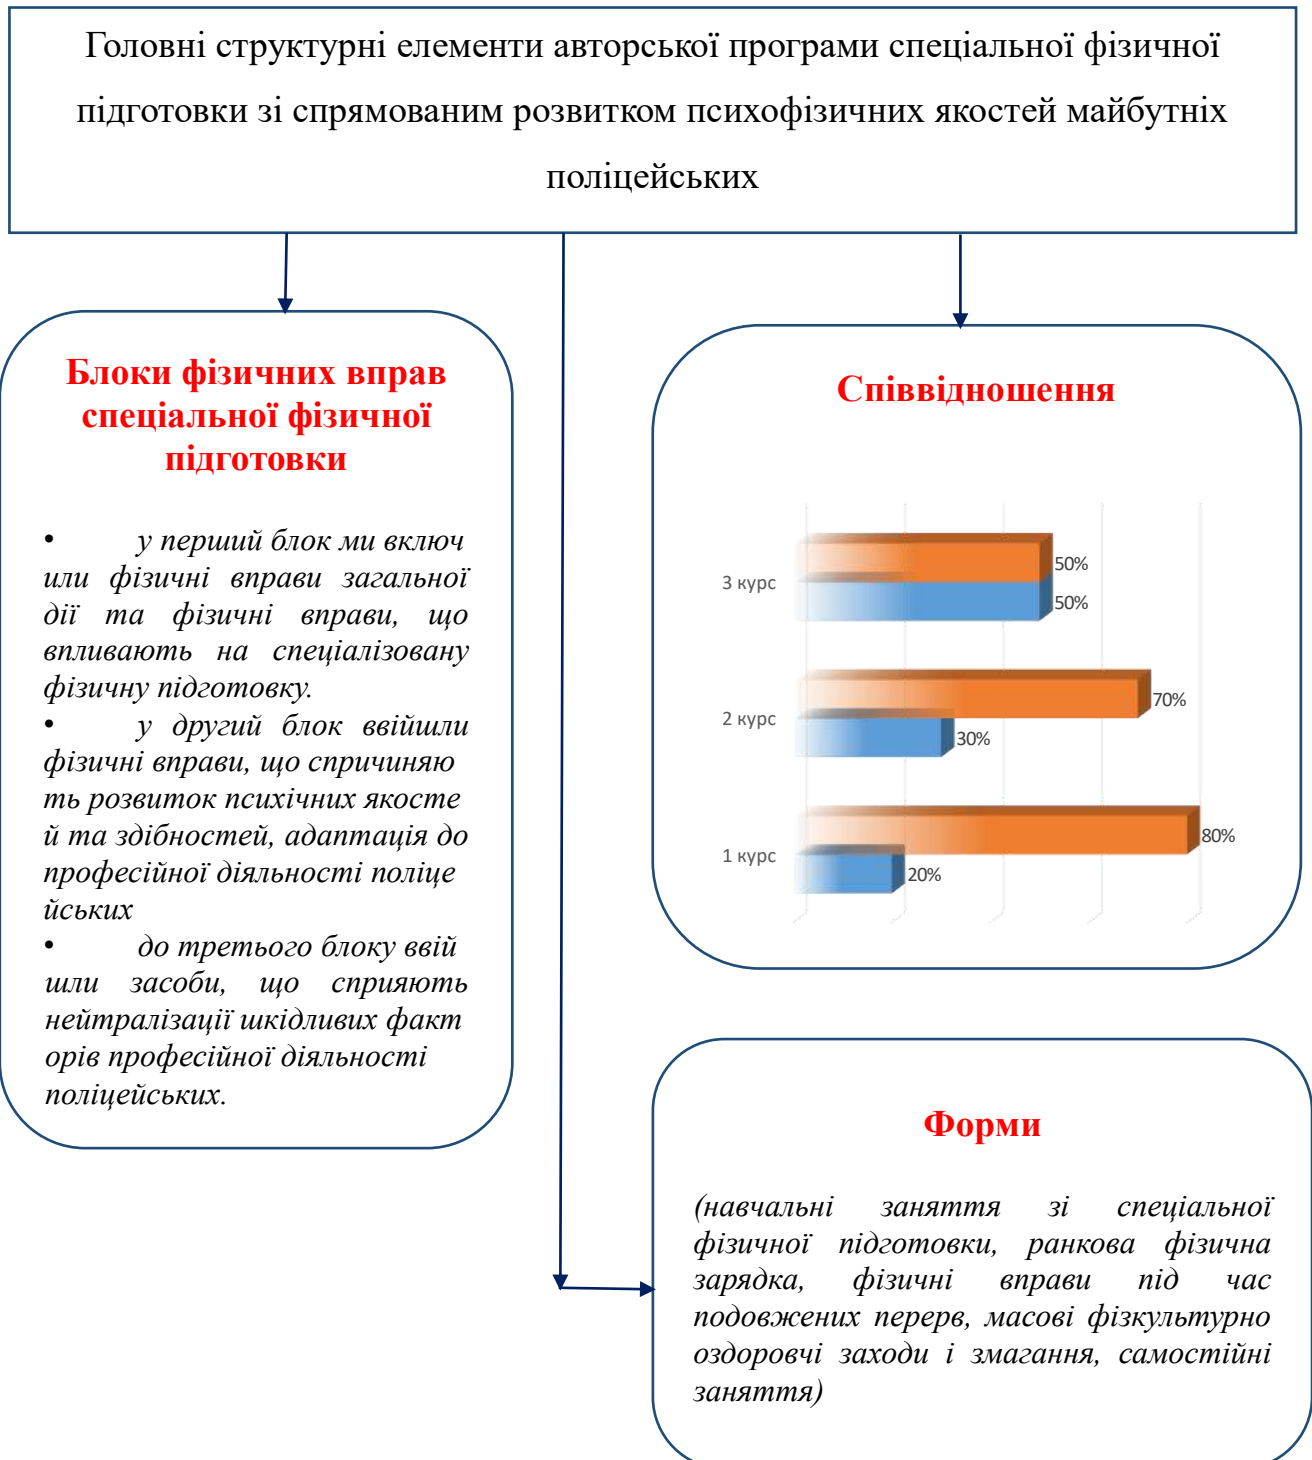 Головні структурні елементи авторської програми спеціальної фізичної
підготовки зі спрямованим розвитком психофізичних якостей майбутніх
поліцейських
Блоки фізичних вправ
спеціальної фізичної
підготовки
• у перший блок ми включ
или фізичні вправи загальної
дії та фізичні вправи, що
впливають на спеціалізовану
фізичну підготовку.
• у другий блок ввійшли
фізичні вправи, що спричиняю
ть розвиток психічних якосте
й та здібностей, адаптація до
професійної діяльності поліце
йських
• до третього блоку ввій
шли засоби, що сприяють
нейтралізації шкідливих факт
орів професійної діяльності
поліцейських.
Співвідношення
3 курс
50%
50%
2 курс
70%
30%
1 курс
80%
20%
Форми
(навчальні заняття зі спеціальної
фізичної підготовки, ранкова фізична
зарядка, фізичні вправи під час
подовжених перерв, масові фізкультурно
оздоровчі заходи і змагання, самостійні
заняття)